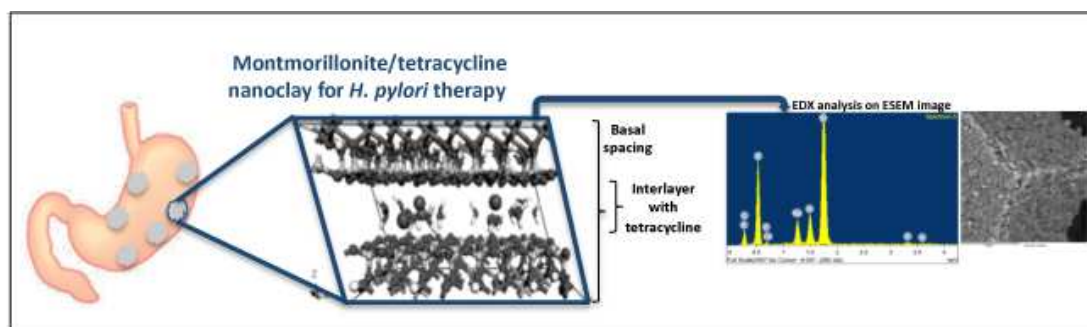 Montmorillonite/tetracycline
nanoclay for H. pylori therapy
Basal
spacing
Interlayer
with
tetracycline
EDX analysis on ESEM image